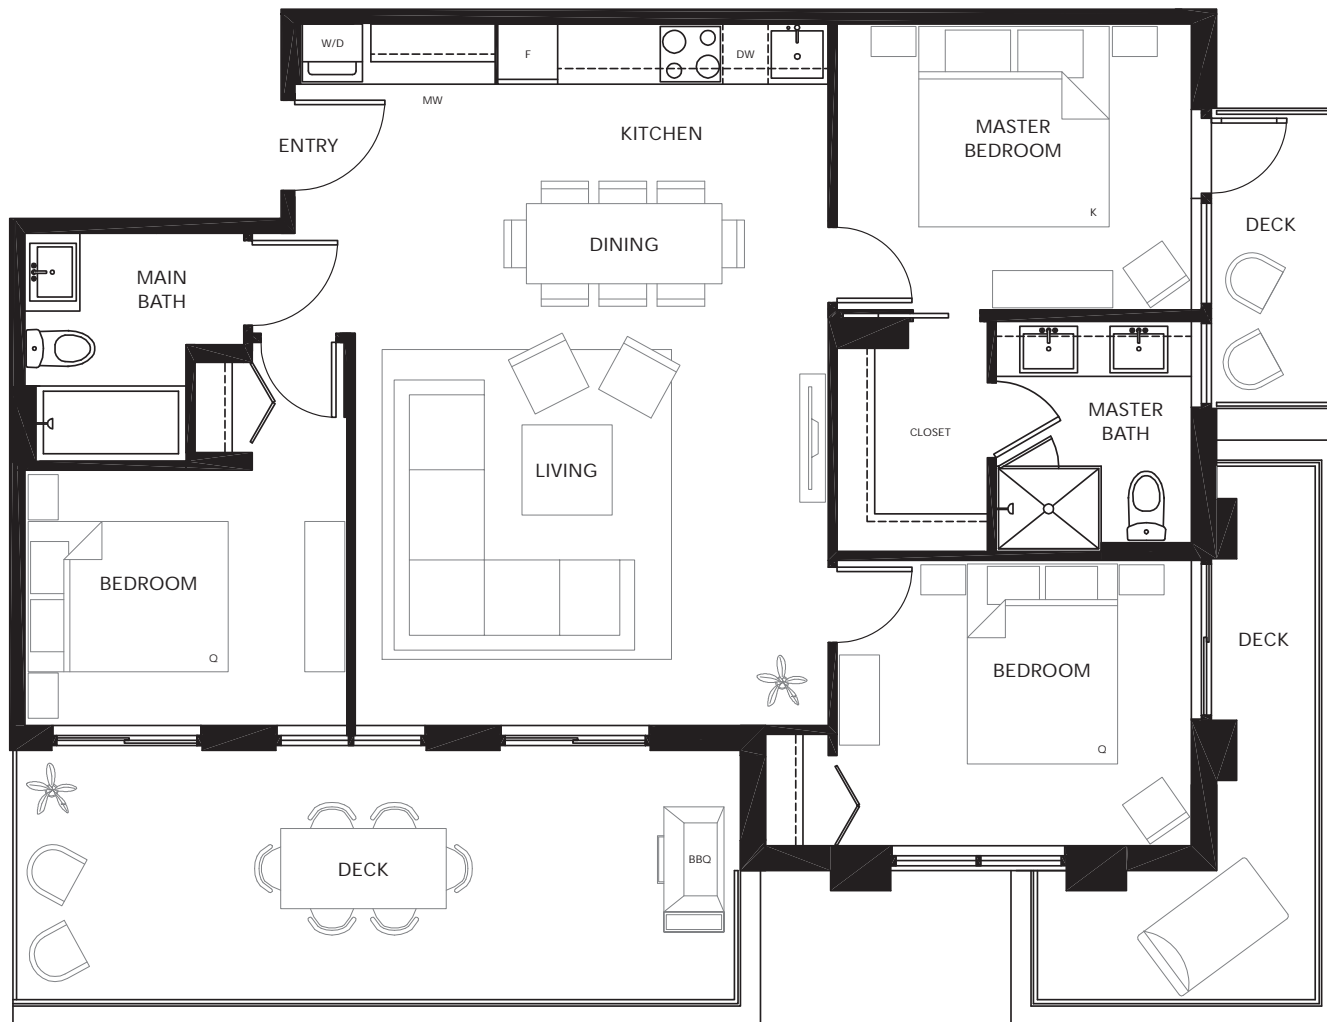 W/D
F
DW
MW
ENTRY
KITCHEN
MASTER
BEDROOM
K
DECK
DINING
MAIN
BATH
MASTER
BATH
CLOSET
LIVING
BEDROOM
Q
BEDROOM
Q
DECK
DECK
BBQ